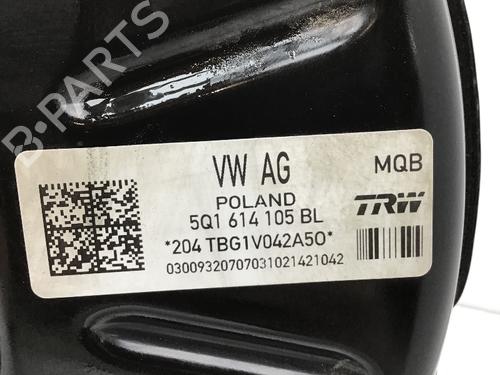 B-PARTS
VW AG
MQB
POLAND
5Q1 614 105 BL
TRW
*204 TBG1V042A50*
03009320707031021421042